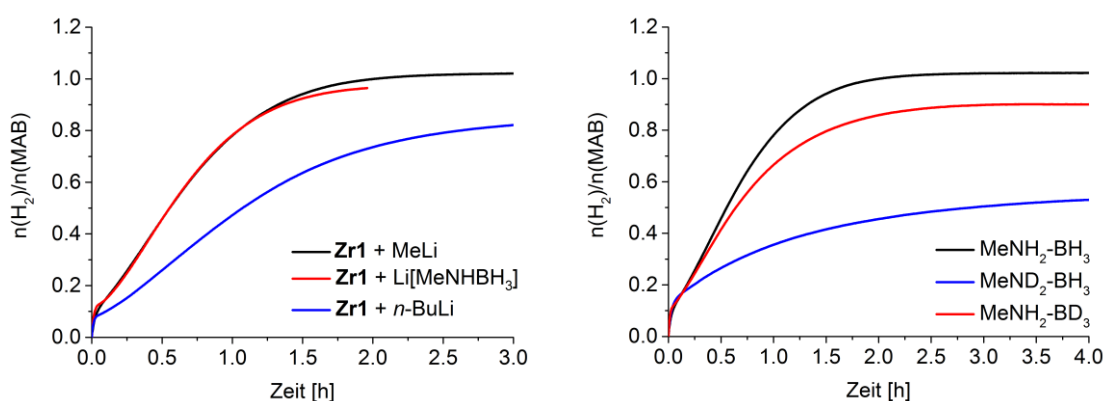 1.2
1.0
0.8
0.6
0.4
0.2
0.0
n(H2)/n(MAB)
Zr1 + MeLi
Zr1 + Li[MeNHBH3]
Zr1 + n-BuLi
0.0 0.5 1.0 1.5 2.0 2.5 3.0
Zeit [h]
1.2
1.0
0.8
0.6
0.4
0.2
0.0
n(H2)/n(MAB)
MeNH2-BH3
MeND2-BH3
MeNH2-BD3
0.0 0.5 1.0 1.5 2.0 2.5 3.0 3.5 4.0
Zeit [h]